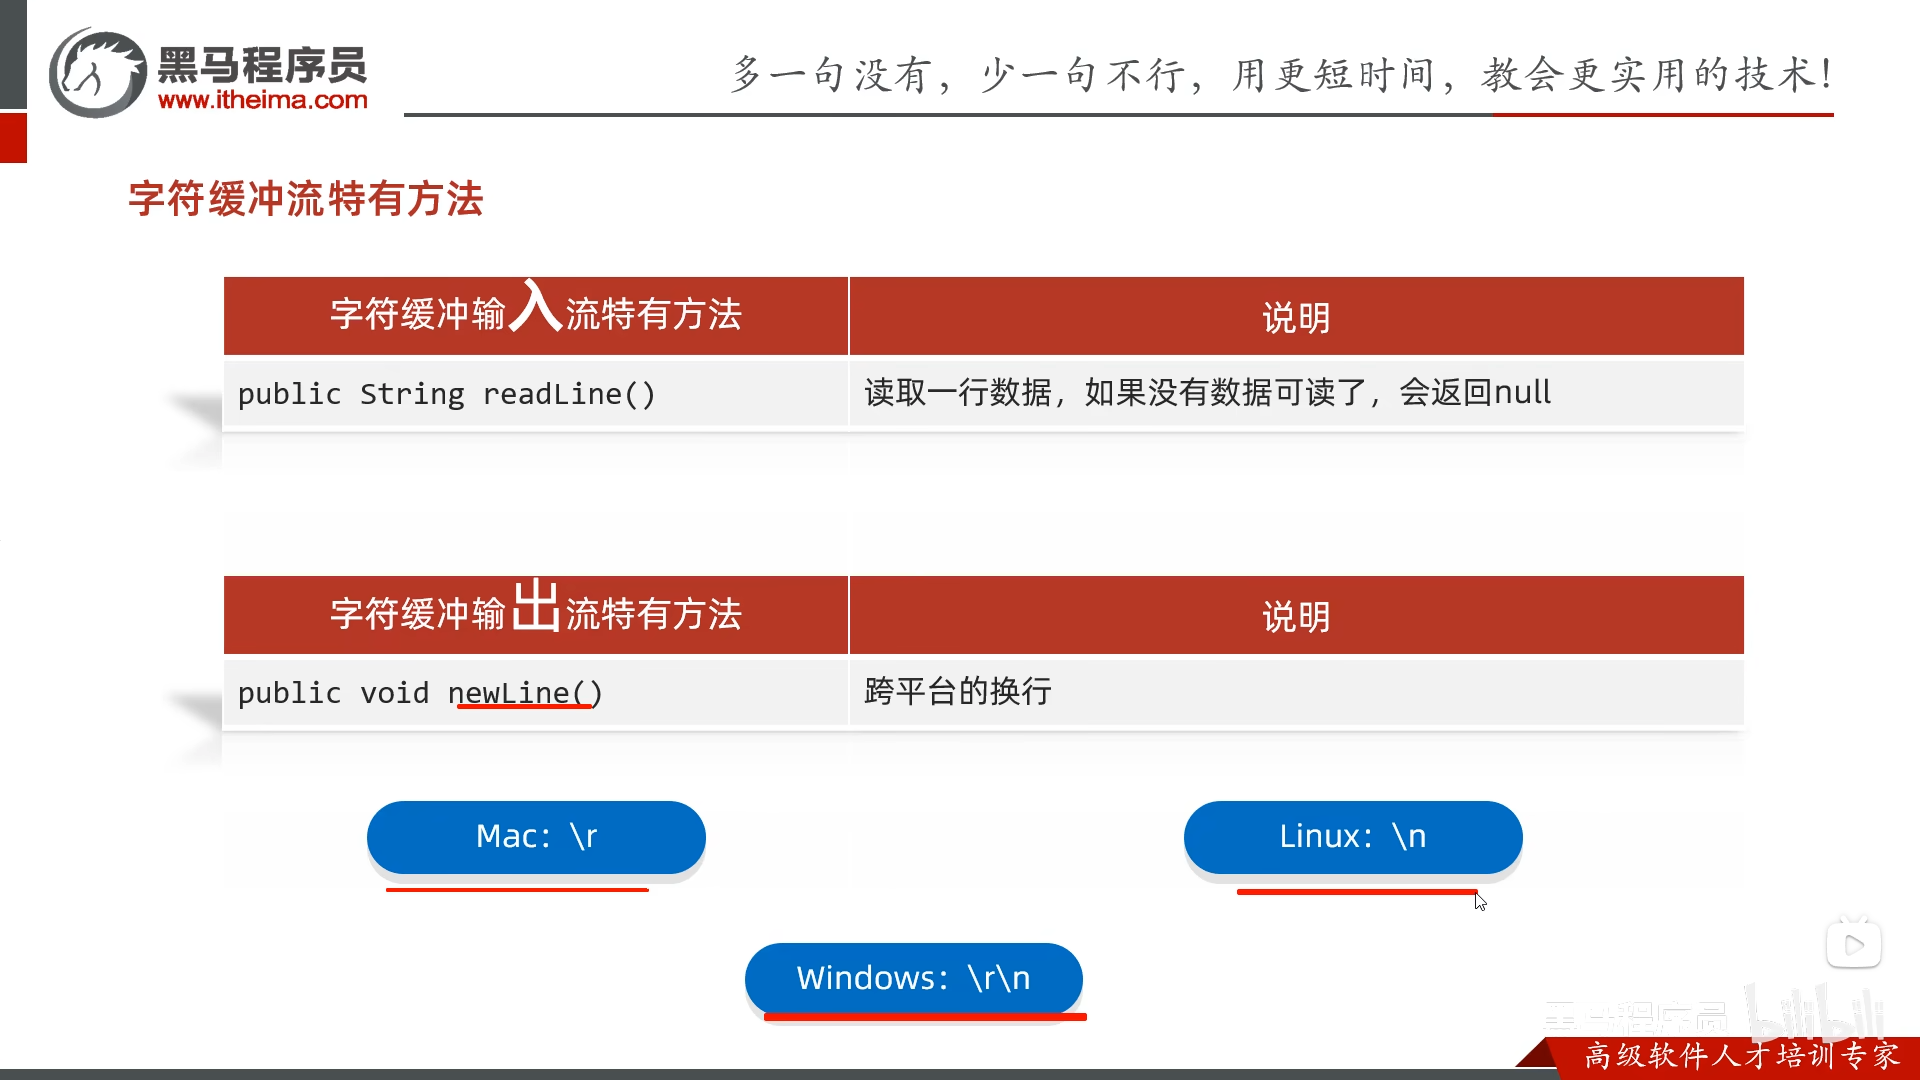 黑马程序员
www.itheima.com
多一句没有，少一句不行，用更短时间，教会更实用的技术！
字符缓冲流特有方法
字符缓冲输入流特有方法 说明
public String readLine() 读取一行数据，如果没有数据可读了，会返回null
字符缓冲输出流特有方法 说明
public void newLine() 跨平台的换行
Mac：\r Linux：\n
Windows：\r\n
黑马程序员 bilibili
高级软件人才培训专家